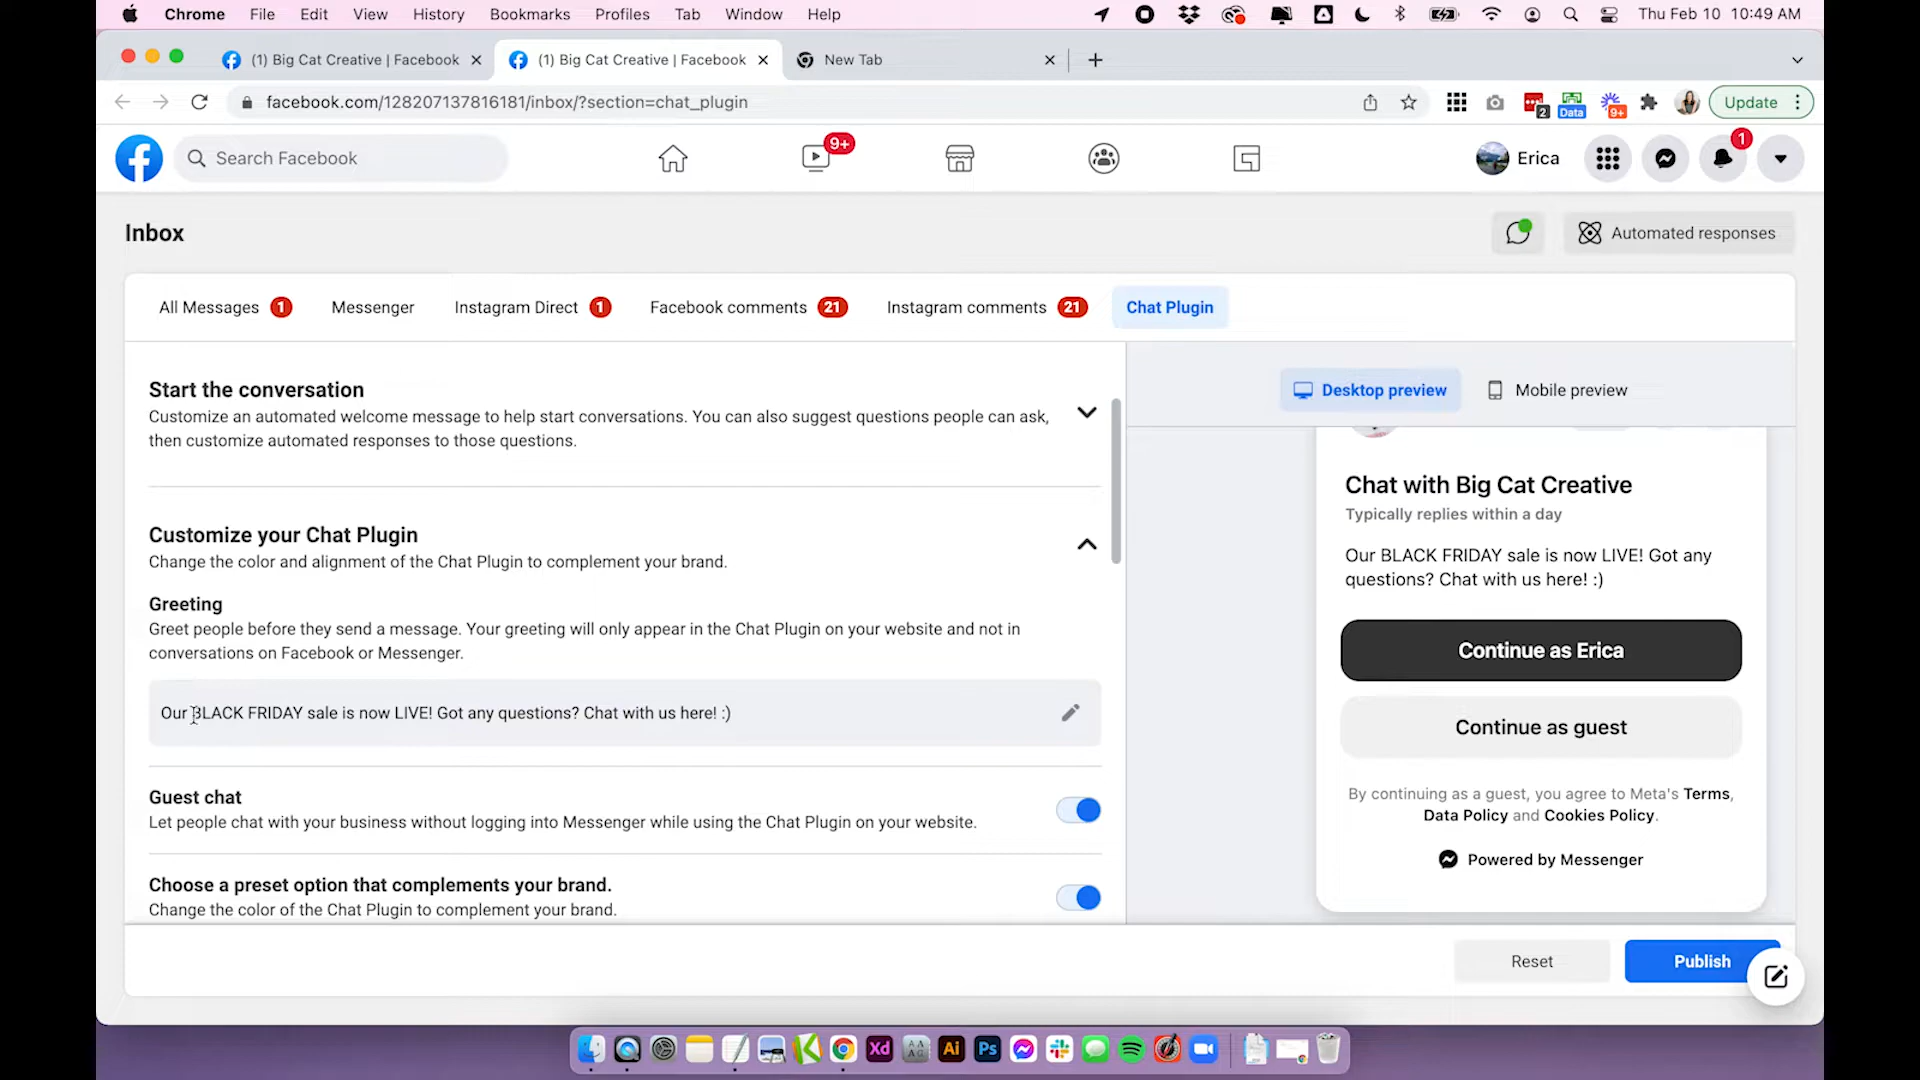 Chrome File Edit View History Bookmarks Profiles Tab Window Help Thu Feb 10 10:49 AM
(1) Big Cat Creative | Facebook (1) Big Cat Creative | Facebook New Tab
facebook.com/128207137816181/inbox/?section=chat_plugin 2 Data 9+ Update
Search Facebook 9+ Erica 1
Inbox Automated responses
All Messages 1 Messenger Instagram Direct 1 Facebook comments 21 Instagram comments 21 Chat Plugin
Start the conversation
Customize an automated welcome message to help start conversations. You can also suggest questions people can ask,
then customize automated responses to those questions.
Customize your Chat Plugin
Change the color and alignment of the Chat Plugin to complement your brand.
Greeting
Greet people before they send a message. Your greeting will only appear in the Chat Plugin on your website and not in
conversations on Facebook or Messenger.
Our BLACK FRIDAY sale is now LIVE! Got any questions? Chat with us here! :)
Guest chat
Let people chat with your business without logging into Messenger while using the Chat Plugin on your website.
Choose a preset option that complements your brand.
Change the color of the Chat Plugin to complement your brand.
Desktop preview Mobile preview
Chat with Big Cat Creative
Typically replies within a day
Our BLACK FRIDAY sale is now LIVE! Got any
questions? Chat with us here! :)
Continue as Erica
Continue as guest
By continuing as a guest, you agree to Meta's Terms,
Data Policy and Cookies Policy.
Powered by Messenger
Reset Publish
Xd Ai Ps